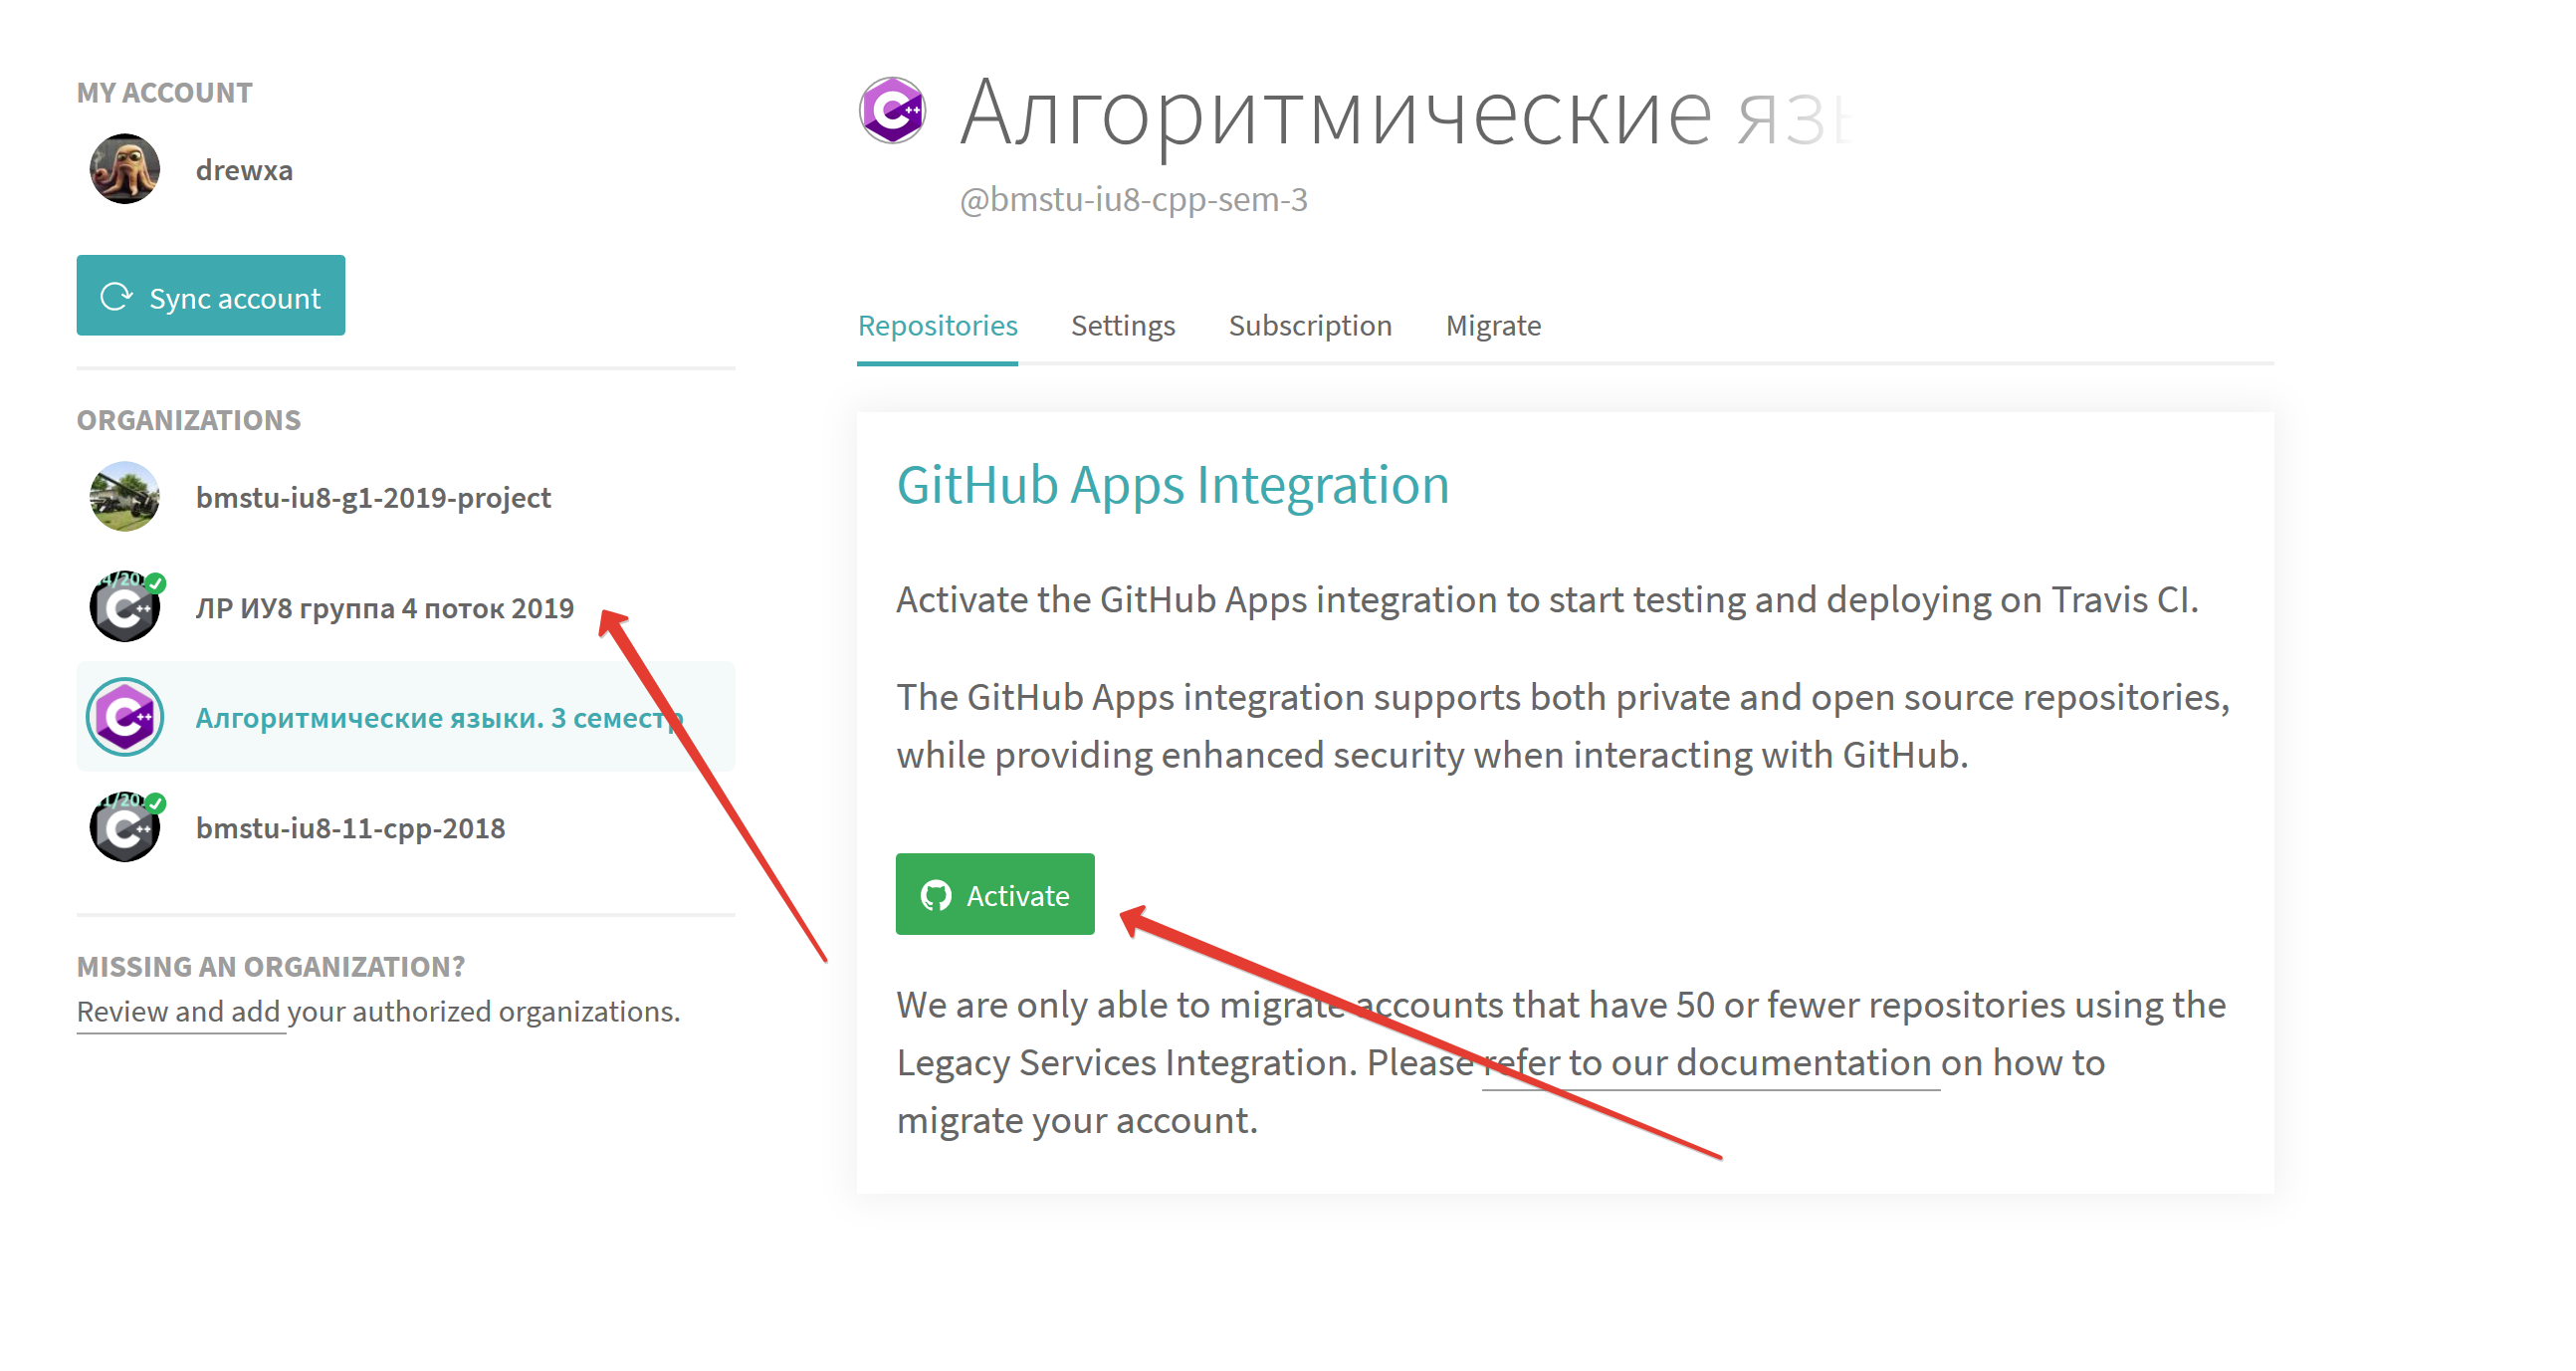 MY ACCOUNT
drewxa
Sync account
ORGANIZATIONS
bmstu-iu8-g1-2019-project
ЛР ИУ8 группа 4 поток 2019
Алгоритмические языки. 3 семестр
bmstu-iu8-11-cpp-2018
MISSING AN ORGANIZATION?
Review and add your authorized organizations.
Алгоритмические язы
@bmstu-iu8-cpp-sem-3
Repositories Settings Subscription Migrate
GitHub Apps Integration
Activate the GitHub Apps integration to start testing and deploying on Travis CI.
The GitHub Apps integration supports both private and open source repositories,
while providing enhanced security when interacting with GitHub.
Activate
We are only able to migrate accounts that have 50 or fewer repositories using the
Legacy Services Integration. Please refer to our documentation on how to
migrate your account.